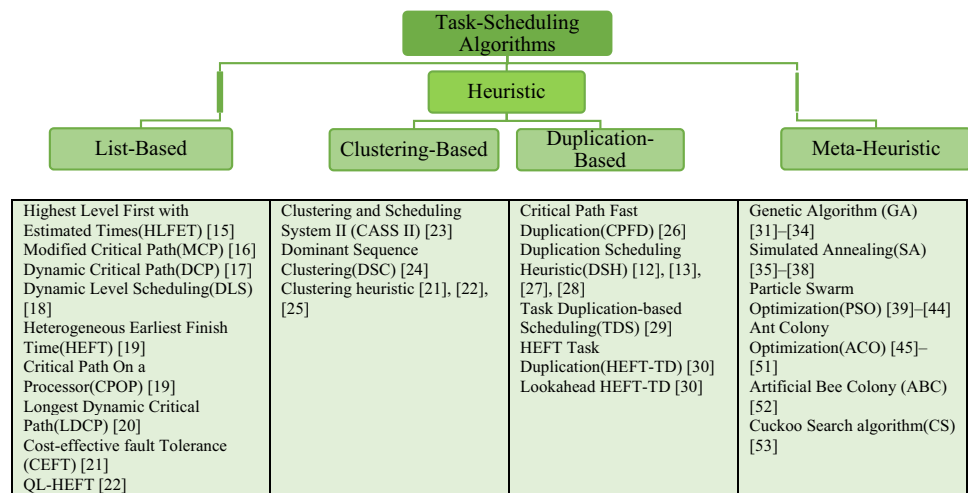 Task-Scheduling
Algorithms
Heuristic
List-Based
Clustering-Based
Duplication-
Based
Meta-Heuristic
Highest Level First with
Estimated Times(HLFET) [15]
Modified Critical Path(MCP) [16]
Dynamic Critical Path(DCP) [17]
Dynamic Level Scheduling(DLS)
[18]
Heterogeneous Earliest Finish
Time(HEFT) [19]
Critical Path On a
Processor(CPOP) [19]
Longest Dynamic Critical
Path(LDCP) [20]
Cost-effective fault Tolerance
(CEFT) [21]
QL-HEFT [22]
Clustering and Scheduling
System II (CASS II) [23]
Dominant Sequence
Clustering(DSC) [24]
Clustering heuristic [21], [22],
[25]
Critical Path Fast
Duplication(CPFD) [26]
Duplication Scheduling
Heuristic(DSH) [12], [13],
[27], [28]
Task Duplication-based
Scheduling(TDS) [29]
HEFT Task
Duplication(HEFT-TD) [30]
Lookahead HEFT-TD [30]
Genetic Algorithm (GA)
[31]–[34]
Simulated Annealing(SA)
[35]–[38]
Particle Swarm
Optimization(PSO) [39]–[44]
Ant Colony
Optimization(ACO) [45]–
[51]
Artificial Bee Colony (ABC)
[52]
Cuckoo Search algorithm(CS)
[53]